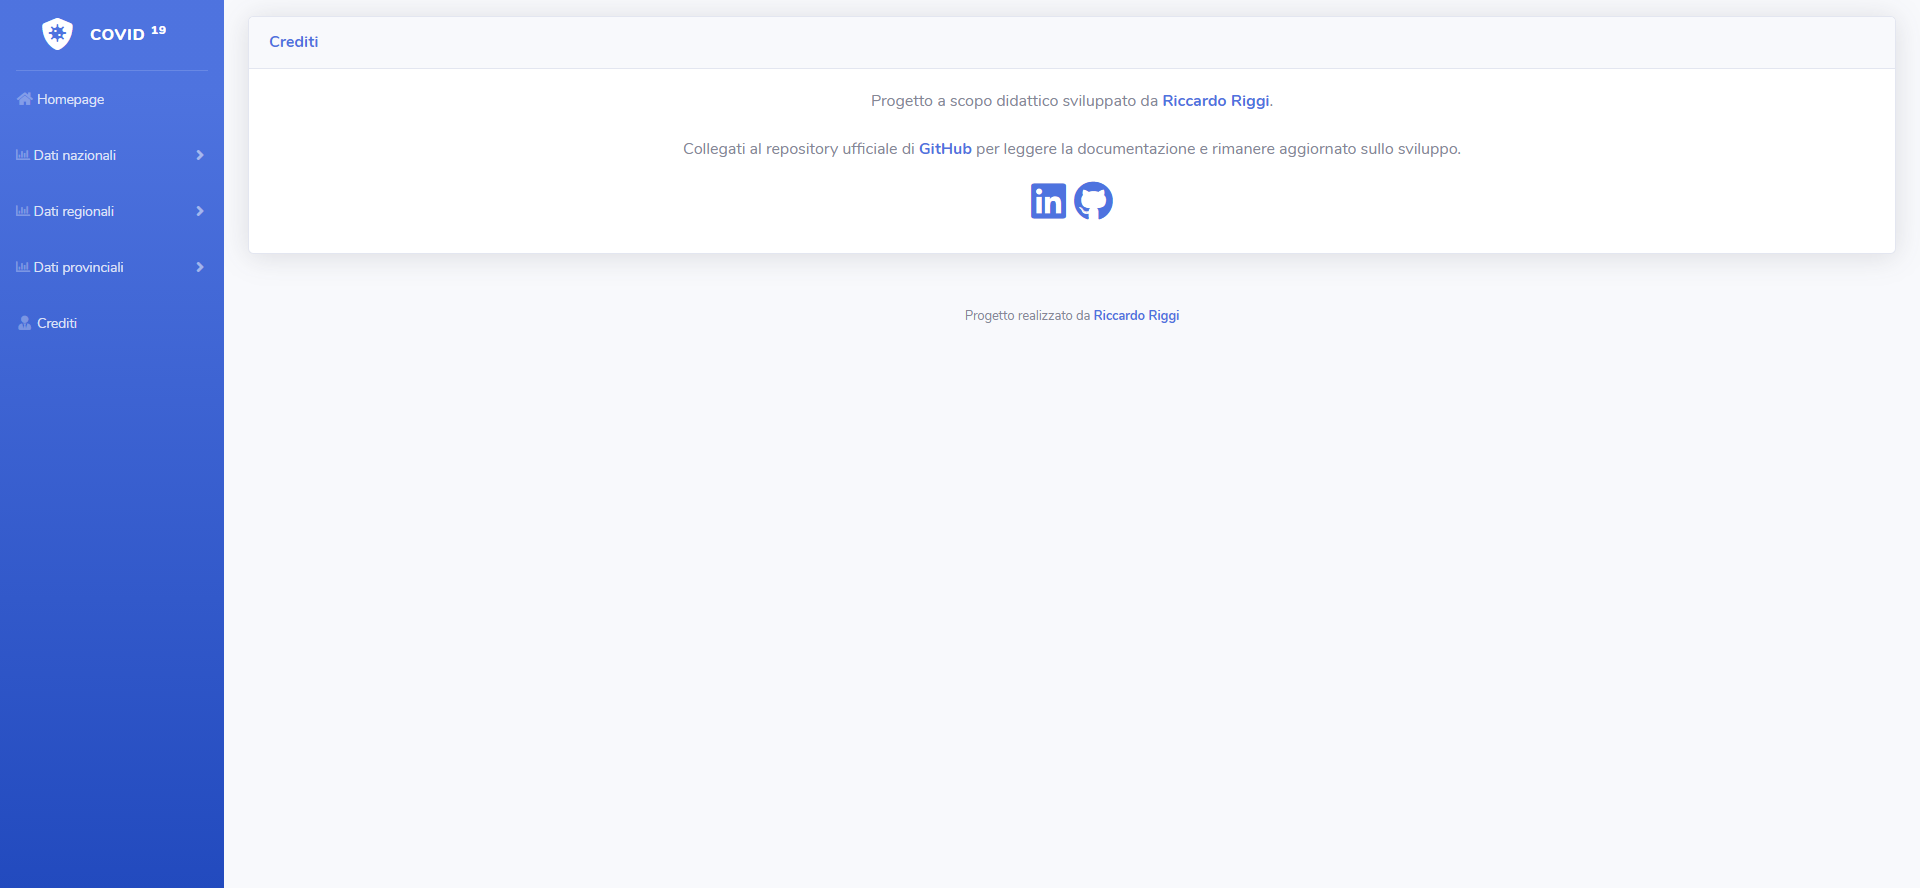 COVID 19
Homepage
Dati nazionali
Dati regionali
Dati provinciali
Crediti
Crediti
Progetto a scopo didattico sviluppato da Riccardo Riggi.
Collegati al repository ufficiale di GitHub per leggere la documentazione e rimanere aggiornato sullo sviluppo.
in
Progetto realizzato da Riccardo Riggi